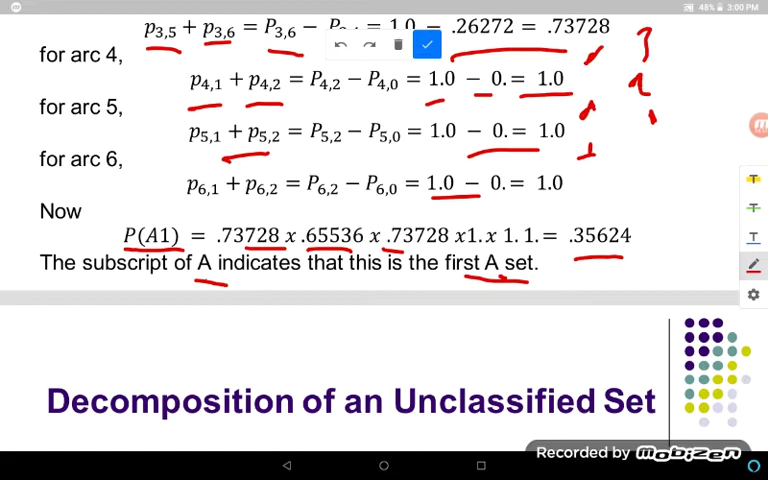 48% 3:00 PM
p3,5 + p3,6 = P3,6 − = 1.0 − .26272 = .73728
for arc 4,
p4,1 + p4,2 = P4,2 − P4,0 = 1.0 − 0. = 1.0
for arc 5,
p5,1 + p5,2 = P5,2 − P5,0 = 1.0 − 0. = 1.0
for arc 6,
p6,1 + p6,2 = P6,2 − P6,0 = 1.0 − 0. = 1.0
Now
P(A1) = .73728 x .65536 x .73728 x1. x 1. 1. = .35624
The subscript of A indicates that this is the first A set.
Decomposition of an Unclassified Set
Recorded by mobizen